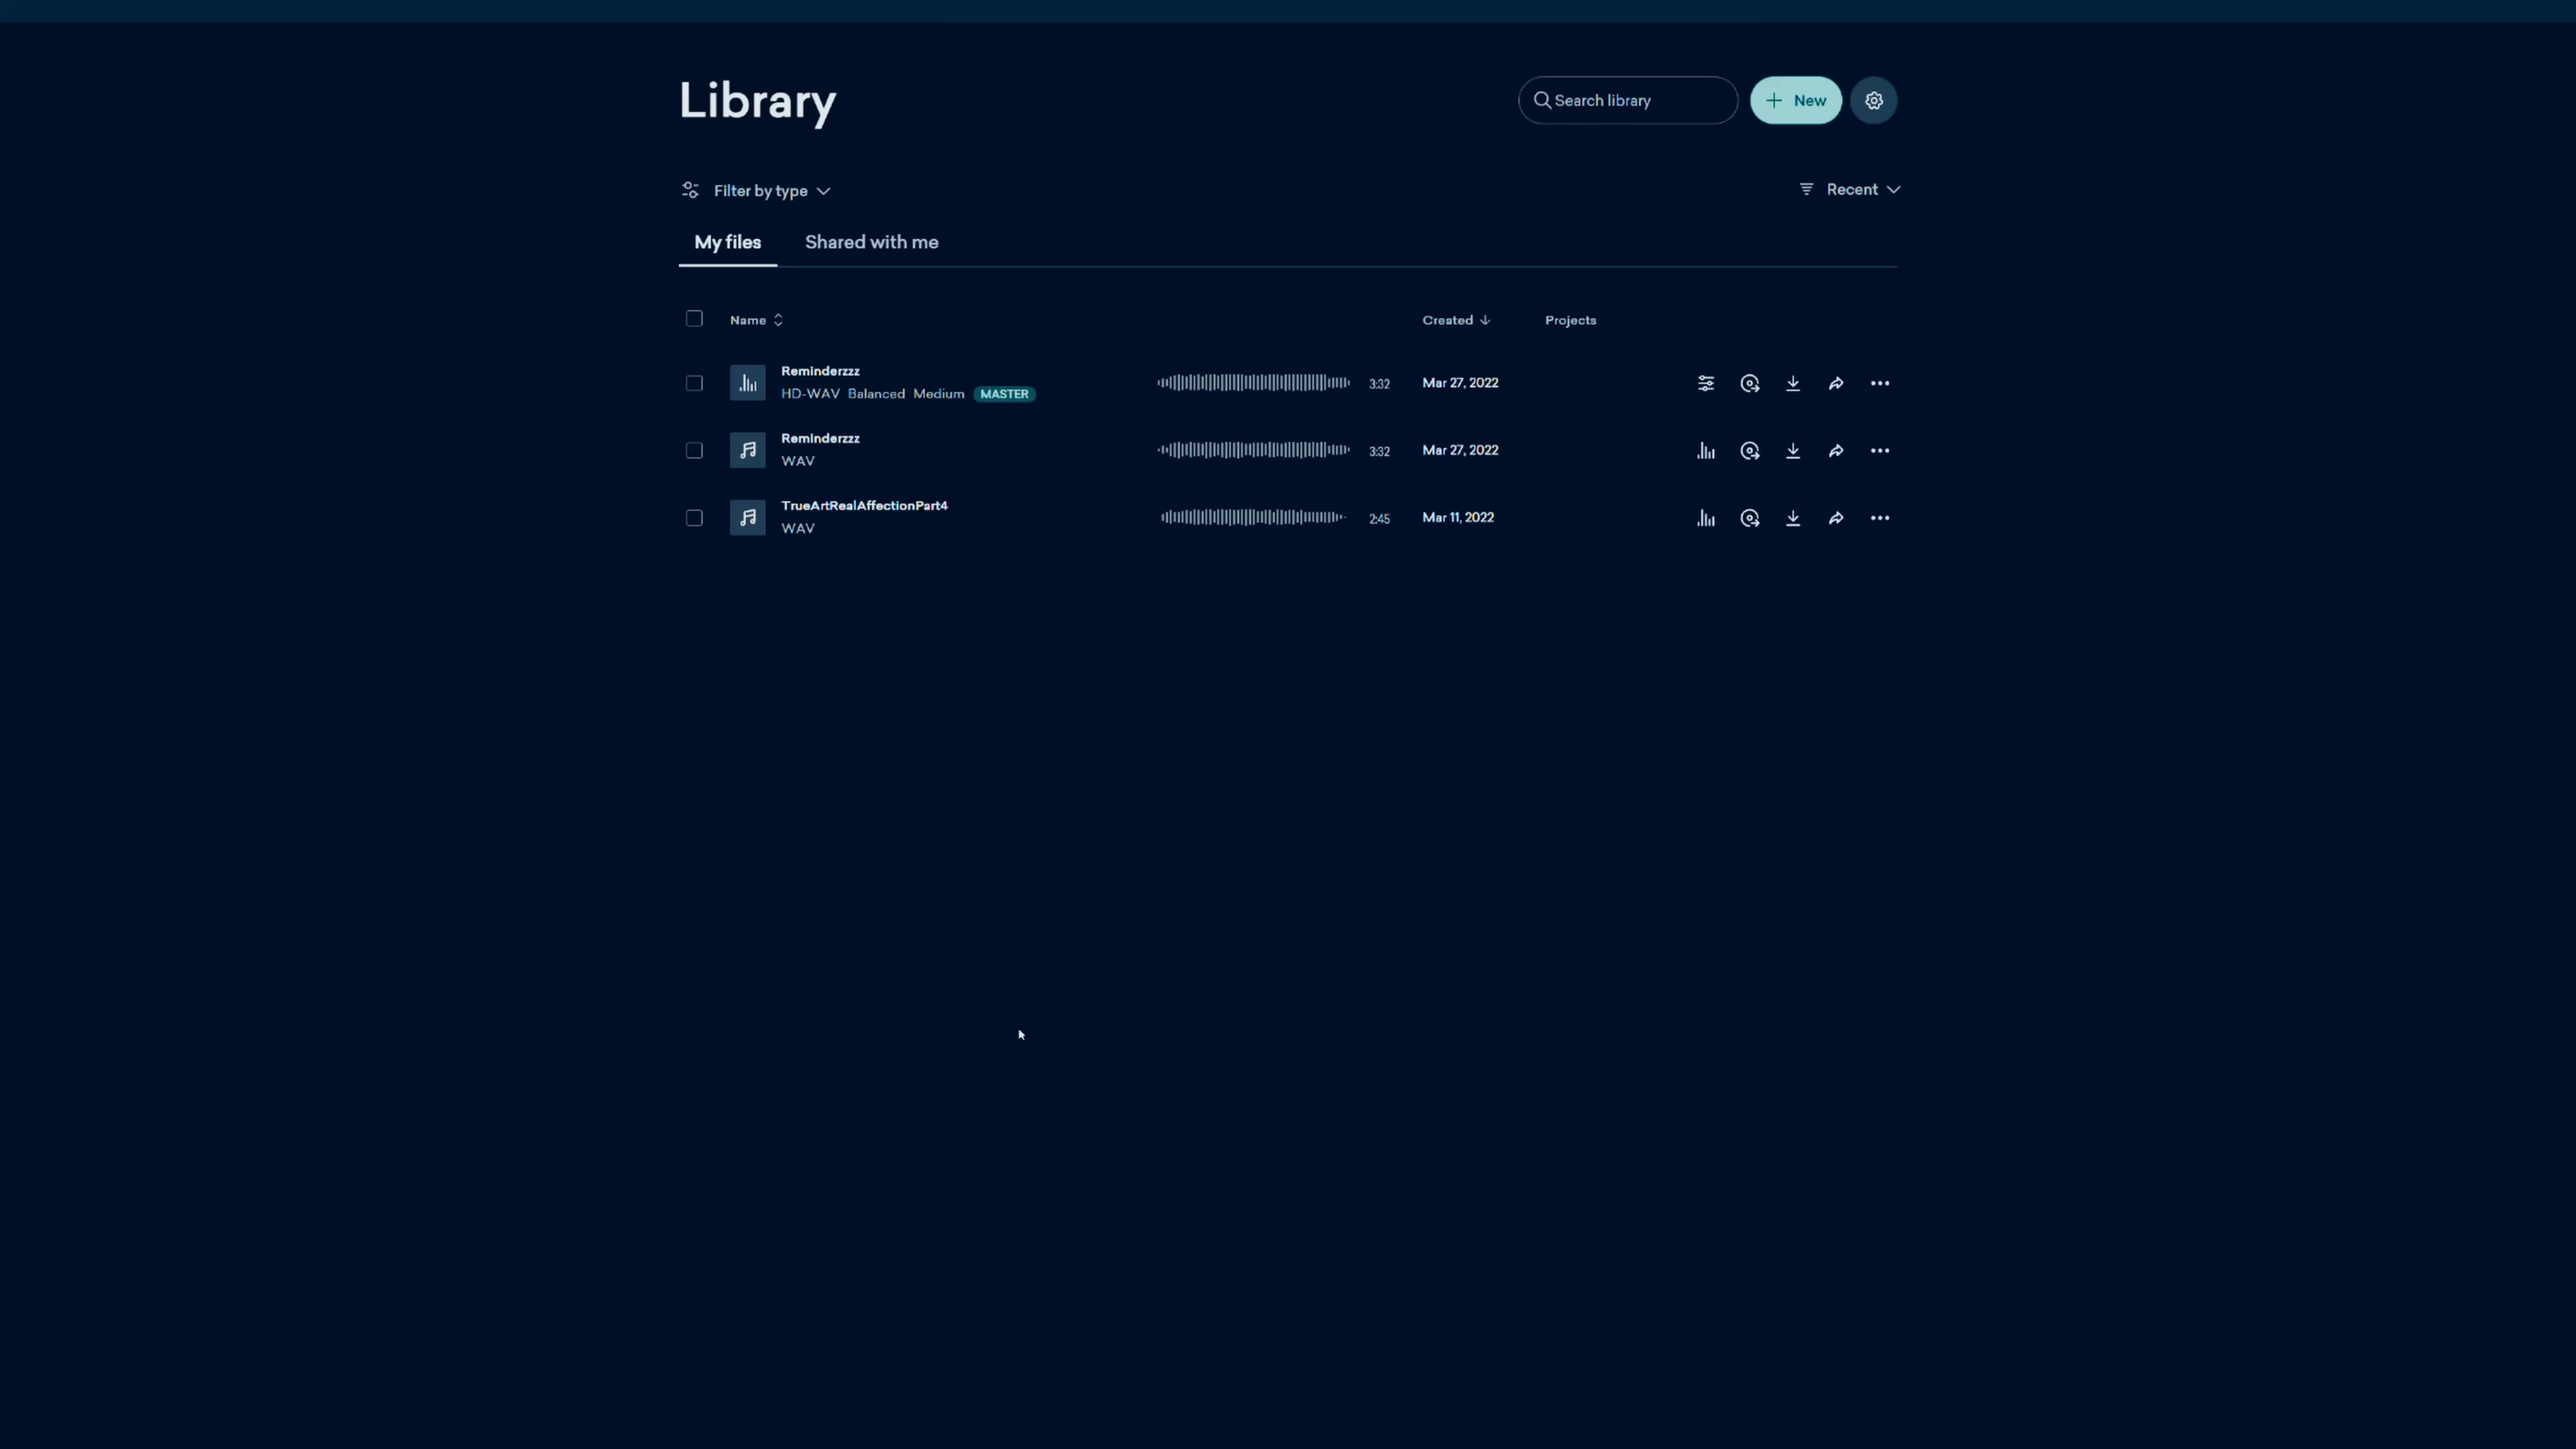 Library
Search library
New
Filter by type
Recent
My files
Shared with me
Name
Created
Projects
Reminderzzz
HD-WAV Balanced Medium MASTER
3:32
Mar 27, 2022
Reminderzzz
WAV
3:32
Mar 27, 2022
TrueArtRealAffectionPart4
WAV
2:45
Mar 11, 2022